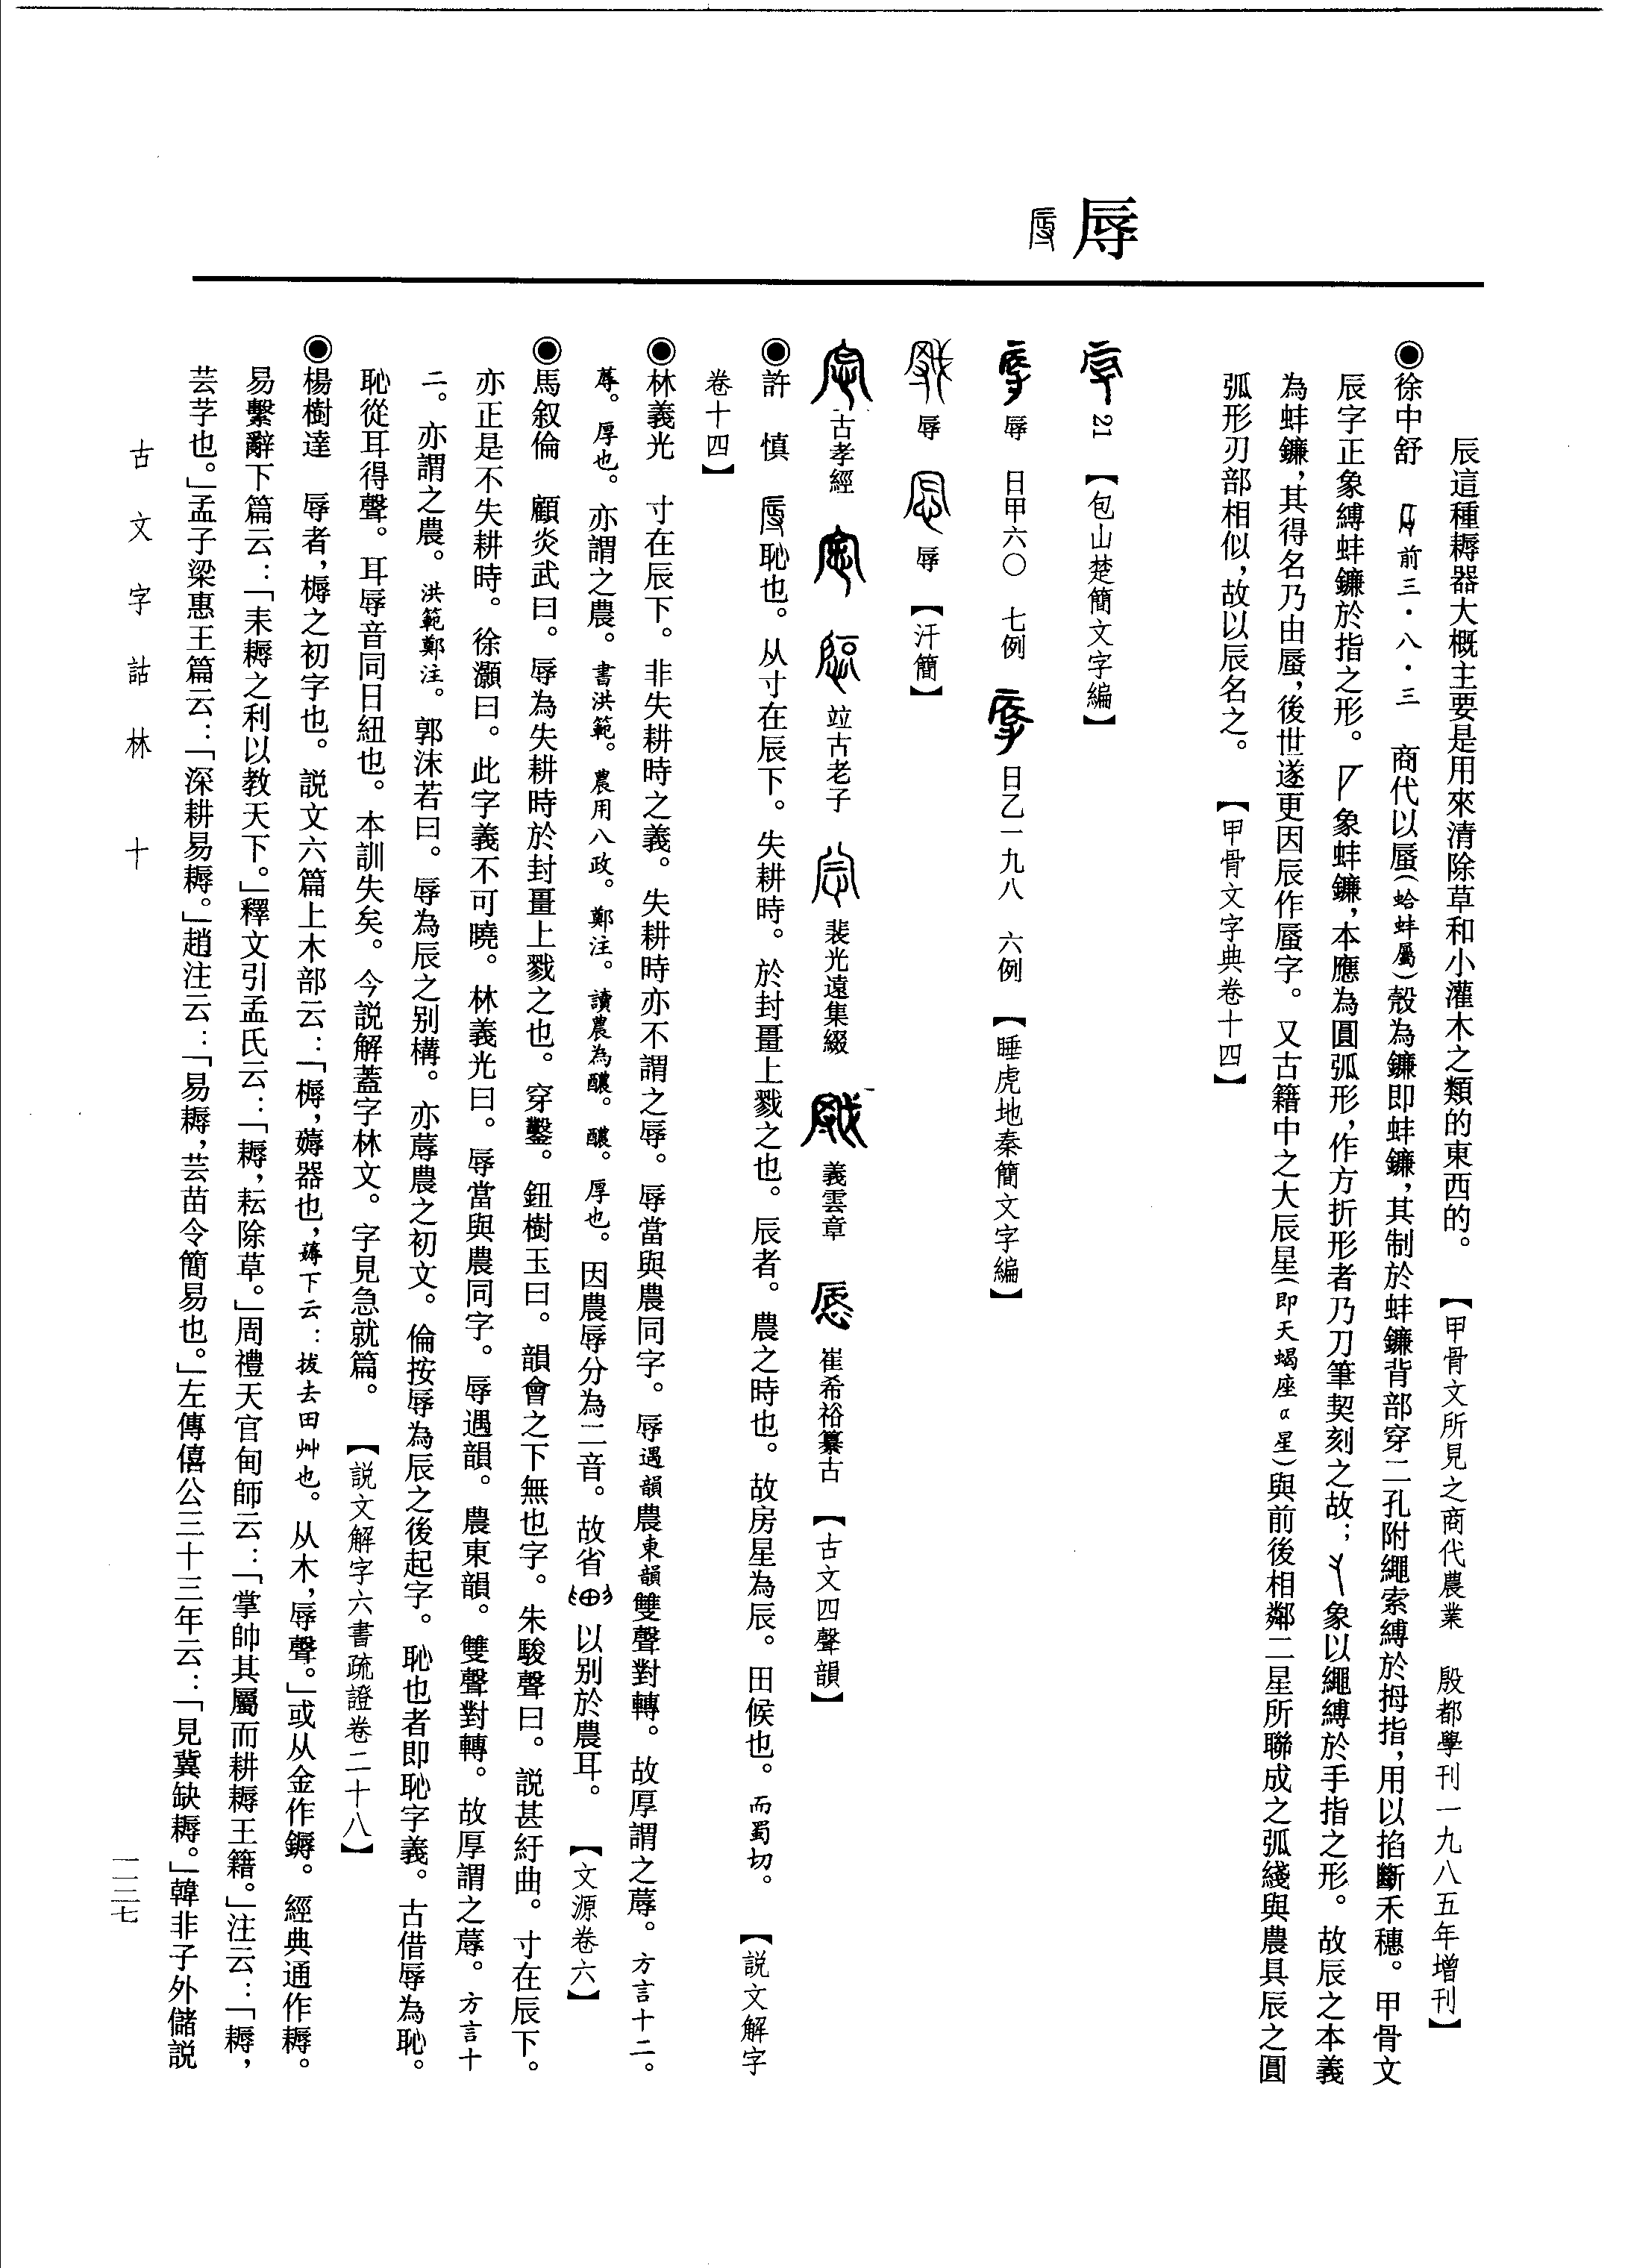 辱
辰這種耨器大概主要是用來清除草和小灌木之類的東西的。【甲骨文所見之商代農業　殷都學刊一九八五年增刊】
◉徐中舒　前三・八・三　商代以蜃（蛤蚌屬）殼為鐮即蚌鐮，其制於蚌鐮背部穿二孔附繩索縛於拇指，用以掐斷禾穗。甲骨文
辰字正象縛蚌鐮於指之形。象蚌鐮，本應為圓弧形，作方折形者乃刀筆契刻之故；象以繩縛於手指之形。故辰之本義
為蚌鐮，其得名乃由蜃，後世遂更因辰作蜃字。又古籍中之大辰星（即天蝎座α星）與前後相鄰二星所聯成之弧綫與農具辰之圓
弧形刃部相似，故以辰名之。【甲骨文字典卷十四】
21【包山楚簡文字編】
辱　日甲六〇　七例　日乙一九八　六例【睡虎地秦簡文字編】
辱　辱【汗簡】
古孝經　竝古老子　裴光遠集綴　義雲章　崔希裕纂古【古文四聲韻】
◉許　慎　恥也。从寸在辰下。失耕時。於封畺上戮之也。辰者。農之時也。故房星為辰。田候也。而蜀切。【説文解字
卷十四】
◉林義光　寸在辰下。非失耕時之義。失耕時亦不謂之辱。辱當與農同字。辱遇韻農東韻雙聲對轉。故厚謂之蓐。方言十二。
蓐。厚也。亦謂之農。書洪範。農用八政。鄭注。讀農為醲。醲。厚也。因農辱分為二音。故省以別於農耳。【文源卷六】
◉馬叙倫　顧炎武曰。辱為失耕時於封畺上戮之也。穿鑿。鈕樹玉曰。韻會之下無也字。朱駿聲曰。説甚紆曲。寸在辰下。
亦正是不失耕時。徐灝曰。此字義不可曉。林義光曰。辱當與農同字。辱遇韻。農東韻。雙聲對轉。故厚謂之蓐。方言十
二。亦謂之農。洪範鄭注。郭沫若曰。辱為辰之別構。亦蓐農之初文。倫按辱為辰之後起字。恥也者即恥字義。古借辱為恥。
恥從耳得聲。耳辱音同日紐也。本訓失矣。今説解蓋字林文。字見急就篇。【説文解字六書疏證卷二十八】
◉楊樹達　辱者，槈之初字也。説文六篇上木部云：「槈，薅器也，薅下云：拔去田艸也。从木，辱聲。」或从金作鎒。經典通作耨。
易繫辭下篇云：「耒耨之利以教天下。」釋文引孟氏云：「耨，耘除草。」周禮天官甸師云：「掌帥其屬而耕耨王籍。」注云：「耨，
芸芓也。」孟子梁惠王篇云：「深耕易耨。」趙注云：「易耨，芸苗令簡易也。」左傳僖公三十三年云：「見冀缺耨。」韓非子外儲説
古文字詁林　十
一一三七